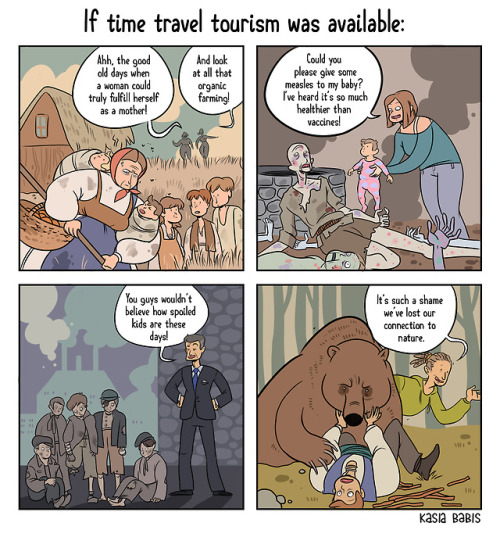 If time travel tourism was available:
Ahh, the good
old days when
a woman could
truly fulfill herself
as a mother!
And look
at all that
organic
farming!
Could you
please give some
measles to my baby?
I've heard it's so much
healthier than
vaccines!
You guys wouldn't
believe how spoiled
kids are these
days!
It's such a shame
we've lost our
connection to
nature.
KASIA BABIS